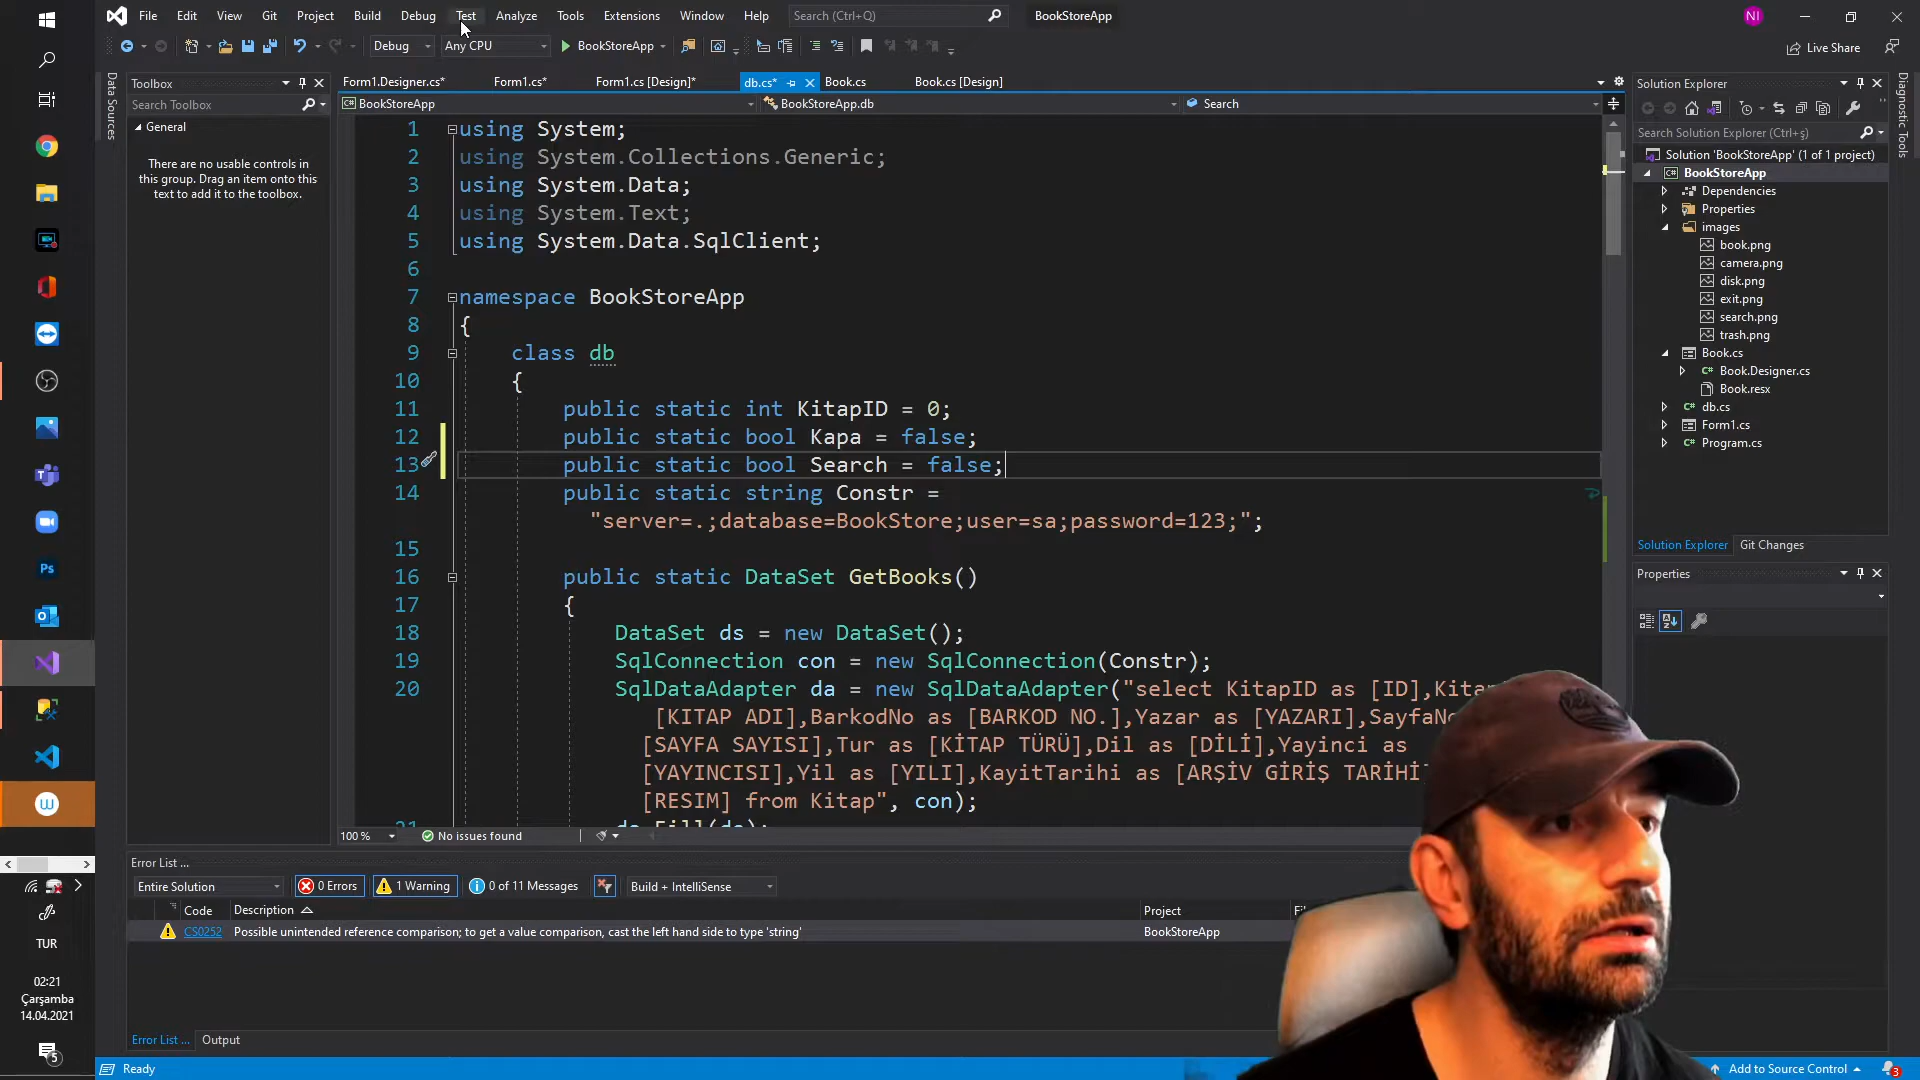 File Edit View Git Project Build Debug Test Analyze Tools Extensions Window Help Search (Ctrl+Q) BookStoreApp NI
Debug Any CPU BookStoreApp Live Share
Toolbox
Search Toolbox
General
There are no usable controls in
this group. Drag an item onto this
text to add it to the toolbox.
Data Sources
Form1.Designer.cs* Form1.cs* Form1.cs [Design]* db.cs* Book.cs Book.cs [Design]
BookStoreApp BookStoreApp.db Search
1 using System;
2 using System.Collections.Generic;
3 using System.Data;
4 using System.Text;
5 using System.Data.SqlClient;
6
7 namespace BookStoreApp
8 {
9 class db
10 {
11 public static int KitapID = 0;
12 public static bool Kapa = false;
13 public static bool Search = false;
14 public static string Constr =
"server=.;database=BookStore;user=sa;password=123;";
15
16 public static DataSet GetBooks()
17 {
18 DataSet ds = new DataSet();
19 SqlConnection con = new SqlConnection(Constr);
20 SqlDataAdapter da = new SqlDataAdapter("select KitapID as [ID],Kitap
[KITAP ADI],BarkodNo as [BARKOD NO.],Yazar as [YAZARI],SayfaNo
[SAYFA SAYISI],Tur as [KİTAP TÜRÜ],Dil as [DİLİ],Yayinci as
[YAYINCISI],Yil as [YILI],KayitTarihi as [ARŞİV GİRİŞ TARİHİ]
[RESIM] from Kitap", con);
21 ds.Fill(ds);
100 % No issues found
Error List ...
Entire Solution 0 Errors 1 Warning 0 of 11 Messages Build + IntelliSense
Code Description Project
CS0252 Possible unintended reference comparison; to get a value comparison, cast the left hand side to type 'string' BookStoreApp
Error List ... Output
Ready
Add to Source Control 3
Solution Explorer
Search Solution Explorer (Ctrl+ş)
Solution 'BookStoreApp' (1 of 1 project)
BookStoreApp
Dependencies
Properties
images
book.png
camera.png
disk.png
exit.png
search.png
trash.png
Book.cs
Book.Designer.cs
Book.resx
db.cs
Form1.cs
Program.cs
Solution Explorer Git Changes
Properties
Diagnostic Tools
Ps
W
TUR
02:21
Çarşamba
14.04.2021
5